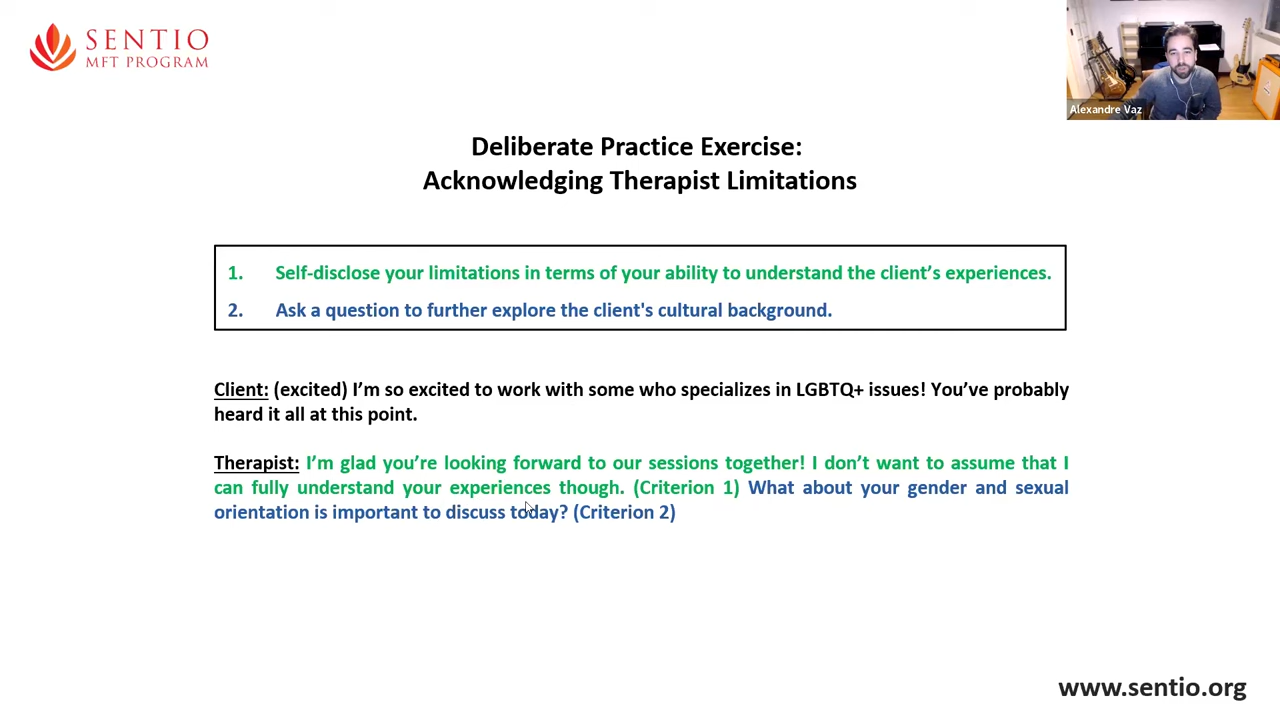 SENTIO
MFT PROGRAM
Alexandre Vaz
Deliberate Practice Exercise:
Acknowledging Therapist Limitations
1. Self-disclose your limitations in terms of your ability to understand the client’s experiences.
2. Ask a question to further explore the client's cultural background.
Client: (excited) I’m so excited to work with some who specializes in LGBTQ+ issues! You’ve probably
heard it all at this point.
Therapist: I’m glad you’re looking forward to our sessions together! I don’t want to assume that I
can fully understand your experiences though. (Criterion 1) What about your gender and sexual
orientation is important to discuss today? (Criterion 2)
www.sentio.org